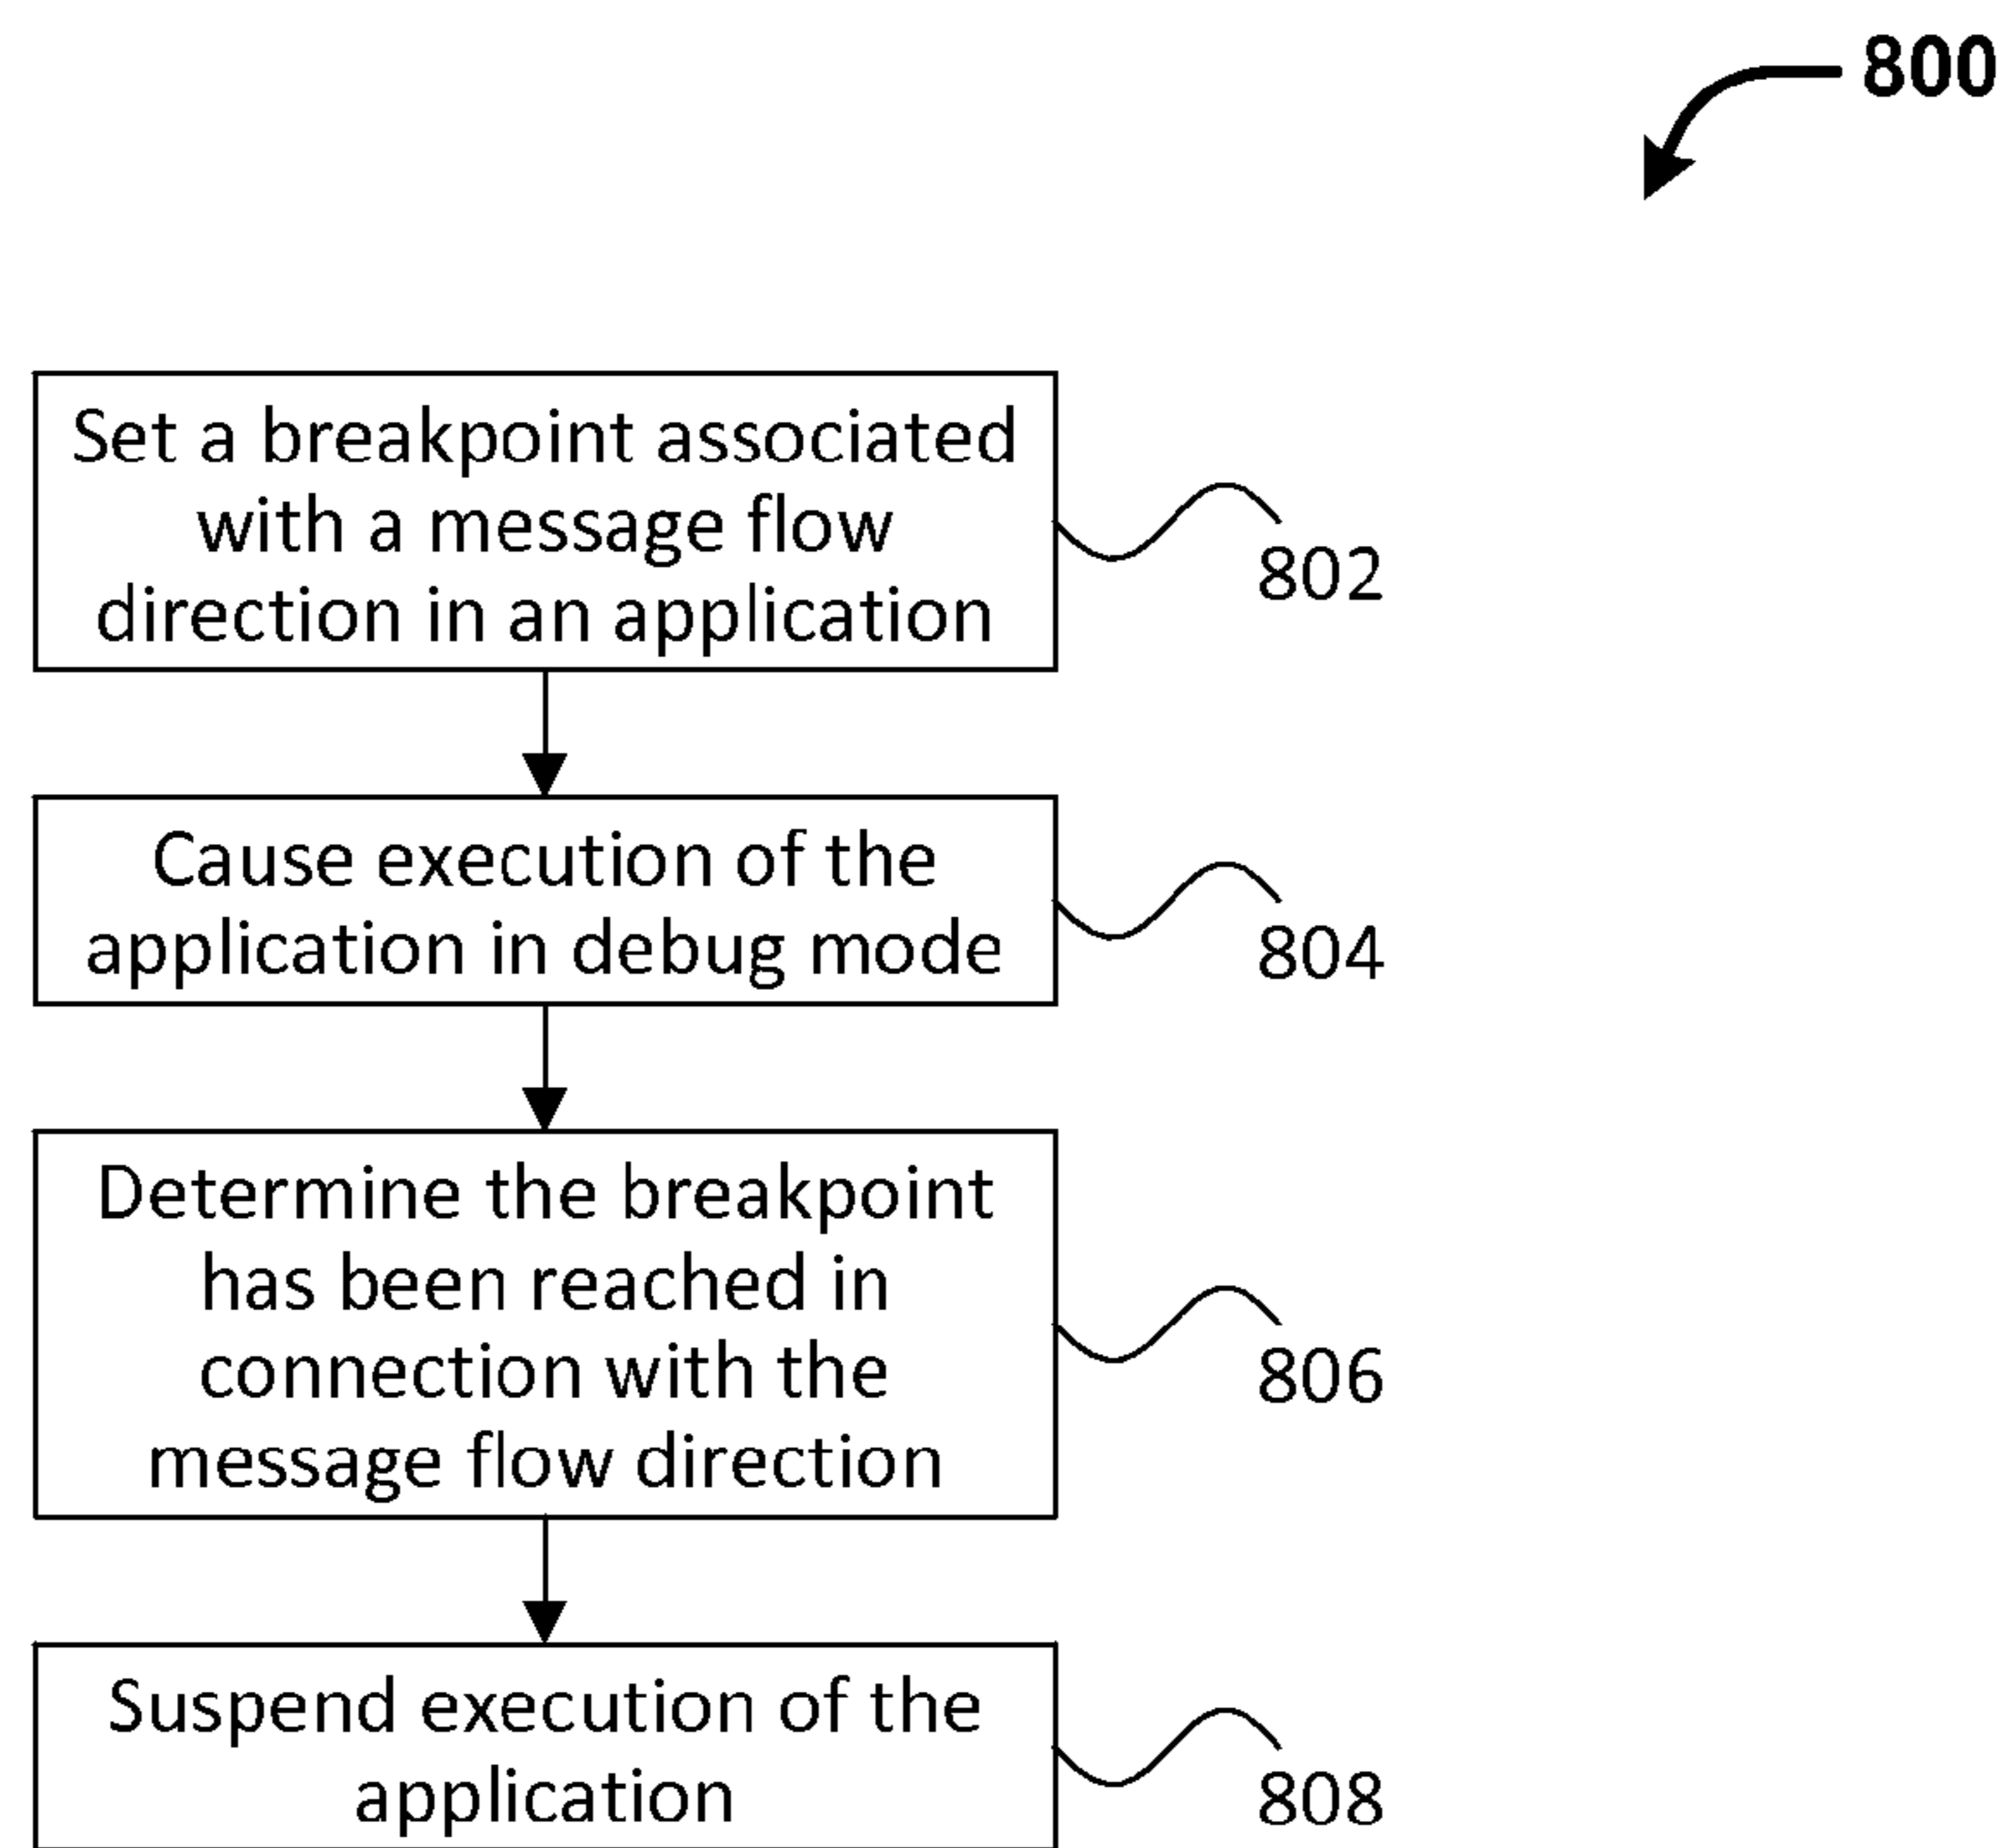 800
Set a breakpoint associated
with a message flow
direction in an application
802
Cause execution of the
application in debug mode
804
Determine the breakpoint
has been reached in
connection with the
message flow direction
806
Suspend execution of the
application
808